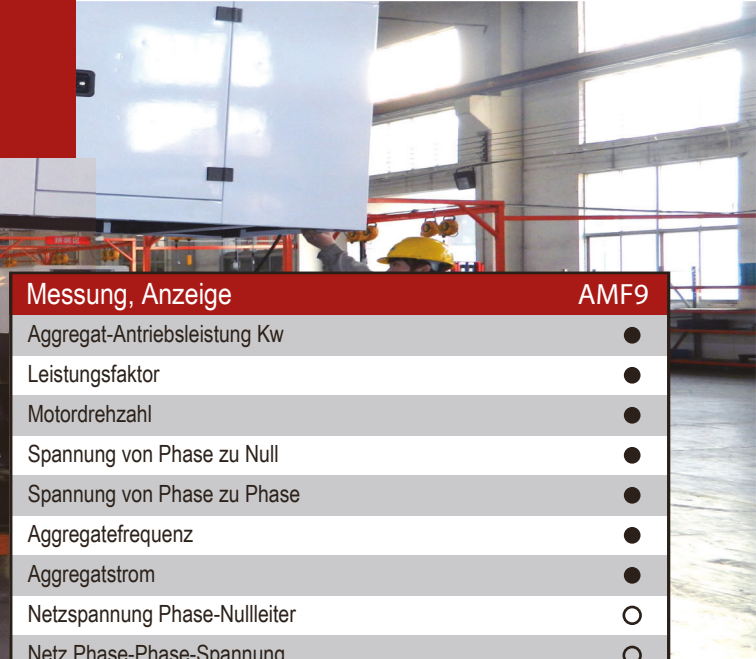 Messung, Anzeige AMF9
Aggregat-Antriebsleistung Kw ●
Leistungsfaktor ●
Motordrehzahl ●
Spannung von Phase zu Null ●
Spannung von Phase zu Phase ●
Aggregatefrequenz ●
Aggregatstrom ●
Netzspannung Phase-Nullleiter ○
Netz Phase-Phase-Spannung ○